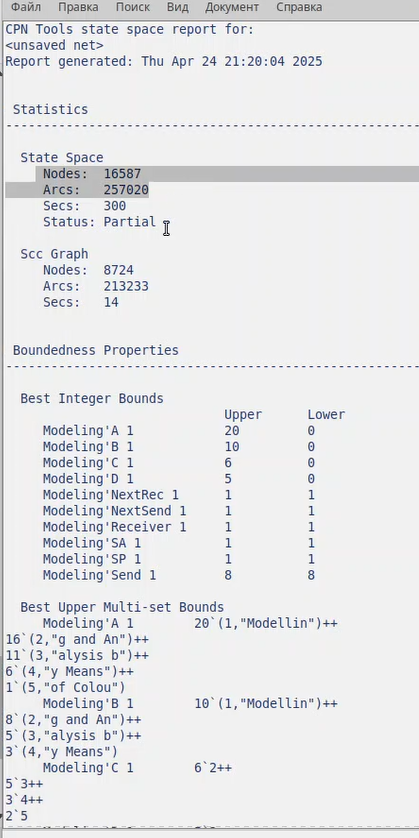 Файл Правка Поиск Вид Документ Справка
CPN Tools state space report for:
<unsaved net>
Report generated: Thu Apr 24 21:20:04 2025
Statistics
------------------------------------------------------------------------
State Space
Nodes: 16587
Arcs: 257020
Secs: 300
Status: Partial
Scc Graph
Nodes: 8724
Arcs: 213233
Secs: 14
Boundedness Properties
------------------------------------------------------------------------
Best Integer Bounds
Upper Lower
Modeling'A 1 20 0
Modeling'B 1 10 0
Modeling'C 1 6 0
Modeling'D 1 5 0
Modeling'NextRec 1 1 1
Modeling'NextSend 1 1 1
Modeling'Receiver 1 1 1
Modeling'SA 1 1 1
Modeling'SP 1 1 1
Modeling'Send 1 8 8
Best Upper Multi-set Bounds
Modeling'A 1 20`(1,"Modellin")++
16`(2,"g and An")++
11`(3,"alysis b")++
6`(4,"y Means")++
1`(5,"of Colou")
Modeling'B 1 10`(1,"Modellin")++
8`(2,"g and An")++
5`(3,"alysis b")++
3`(4,"y Means")
Modeling'C 1 6`2++
5`3++
3`4++
2`5